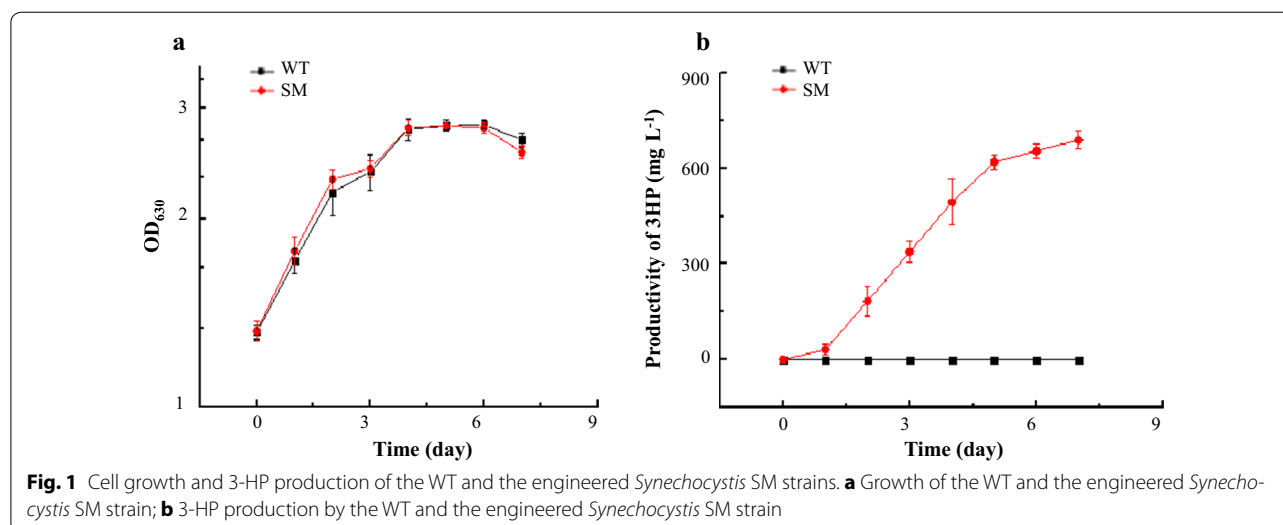 a
WT
SM
3
2
1
OD630
0
3
6
9
Time (day)
b
WT
SM
900
600
300
0
Productivity of 3HP (mg L-1)
0
3
6
9
Time (day)
Fig. 1 Cell growth and 3-HP production of the WT and the engineered Synechocystis SM strains. a Growth of the WT and the engineered Synecho-
cystis SM strain; b 3-HP production by the WT and the engineered Synechocystis SM strain